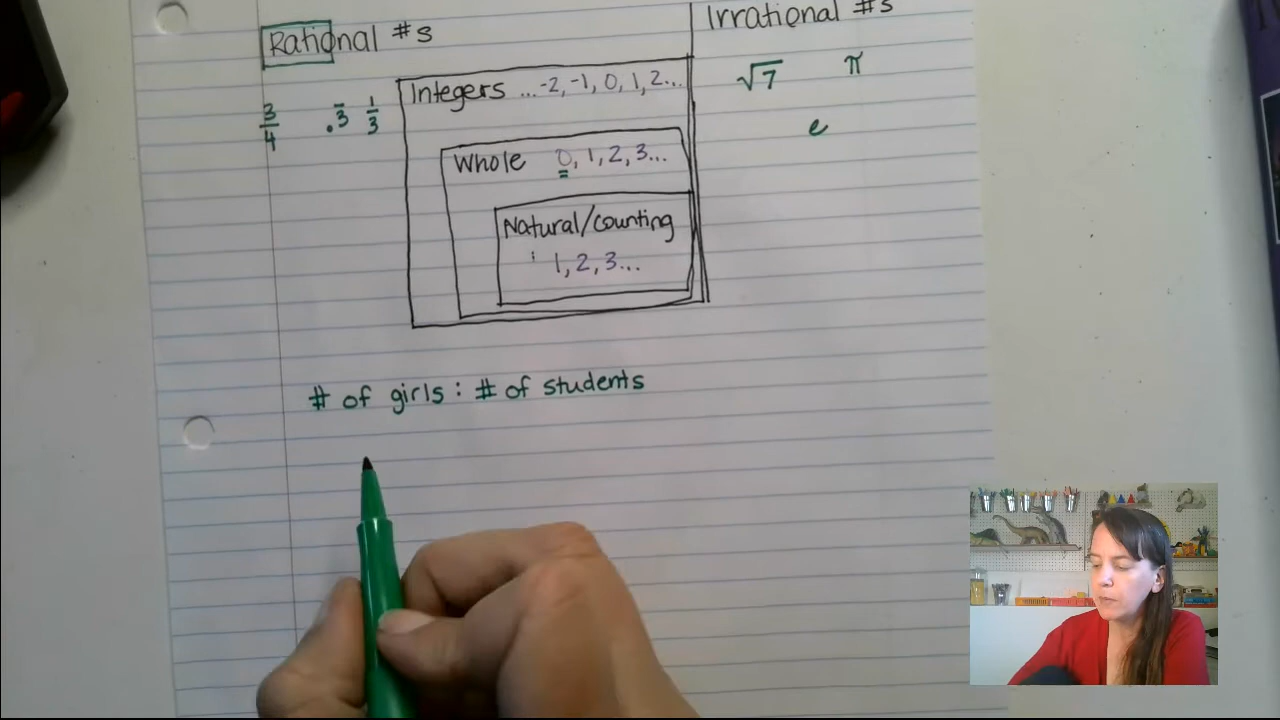 Rational #s
Irrational #s
3/4 .3̅ 1/3
Integers ...-2, -1, 0, 1, 2...
√7 π
e
Whole 0, 1, 2, 3...
Natural/counting
1, 2, 3...
# of girls : # of students